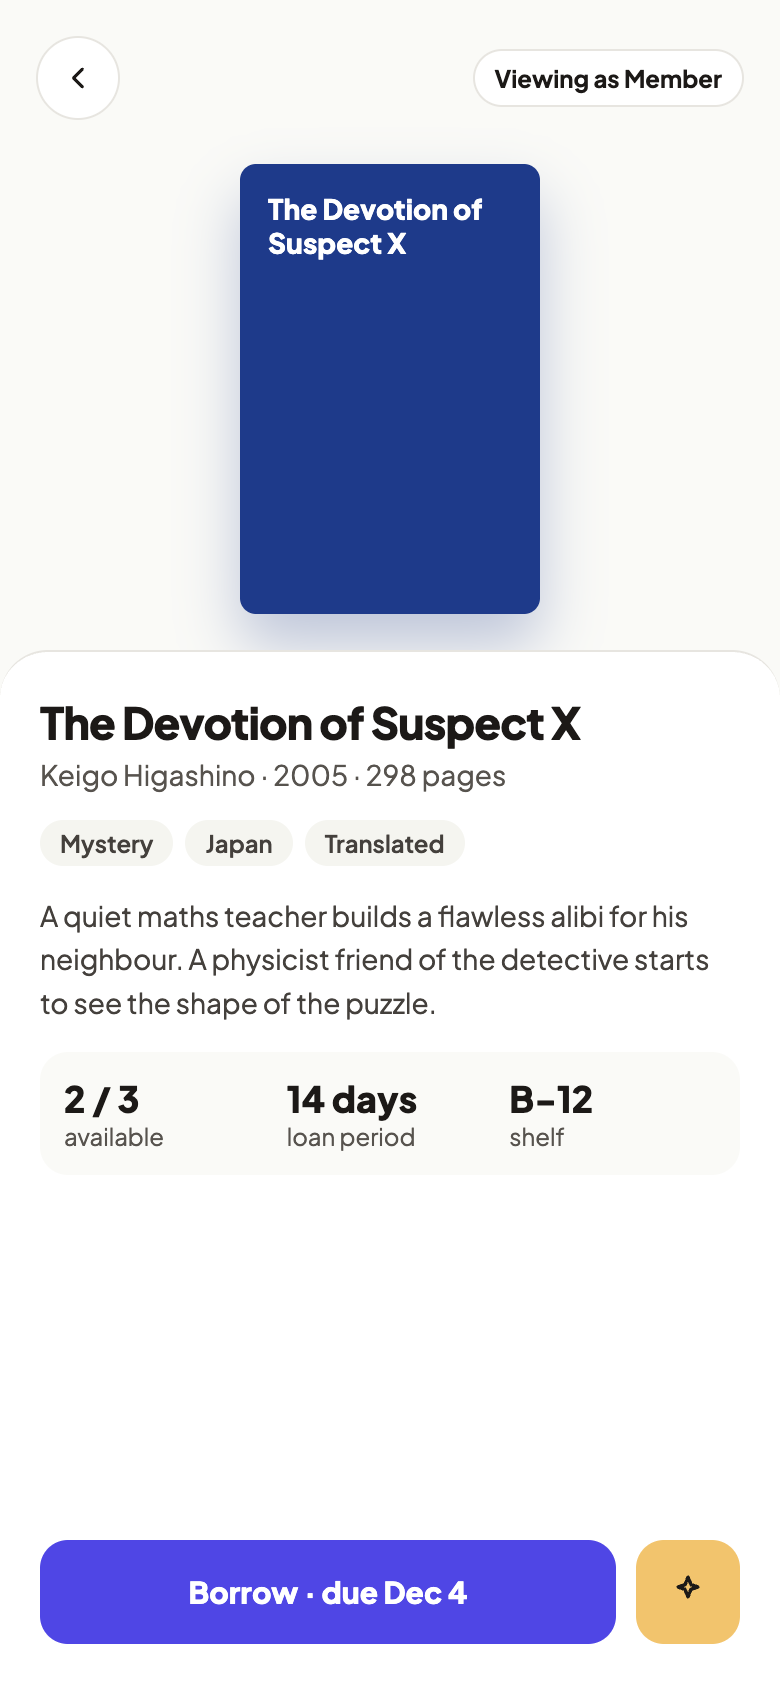 Viewing as Member
The Devotion of
Suspect X
The Devotion of Suspect X
Keigo Higashino · 2005 · 298 pages
Mystery Japan Translated
A quiet maths teacher builds a flawless alibi for his
neighbour. A physicist friend of the detective starts
to see the shape of the puzzle.
2 / 3 14 days B-12
available loan period shelf
Borrow · due Dec 4